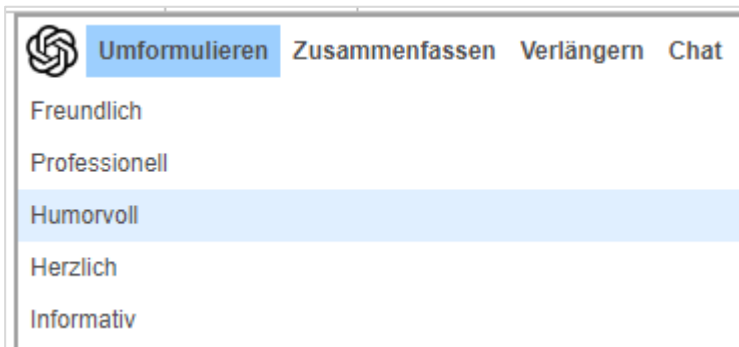 Umformulieren Zusammenfassen Verlängern Chat
Freundlich
Professionell
Humorvoll
Herzlich
Informativ